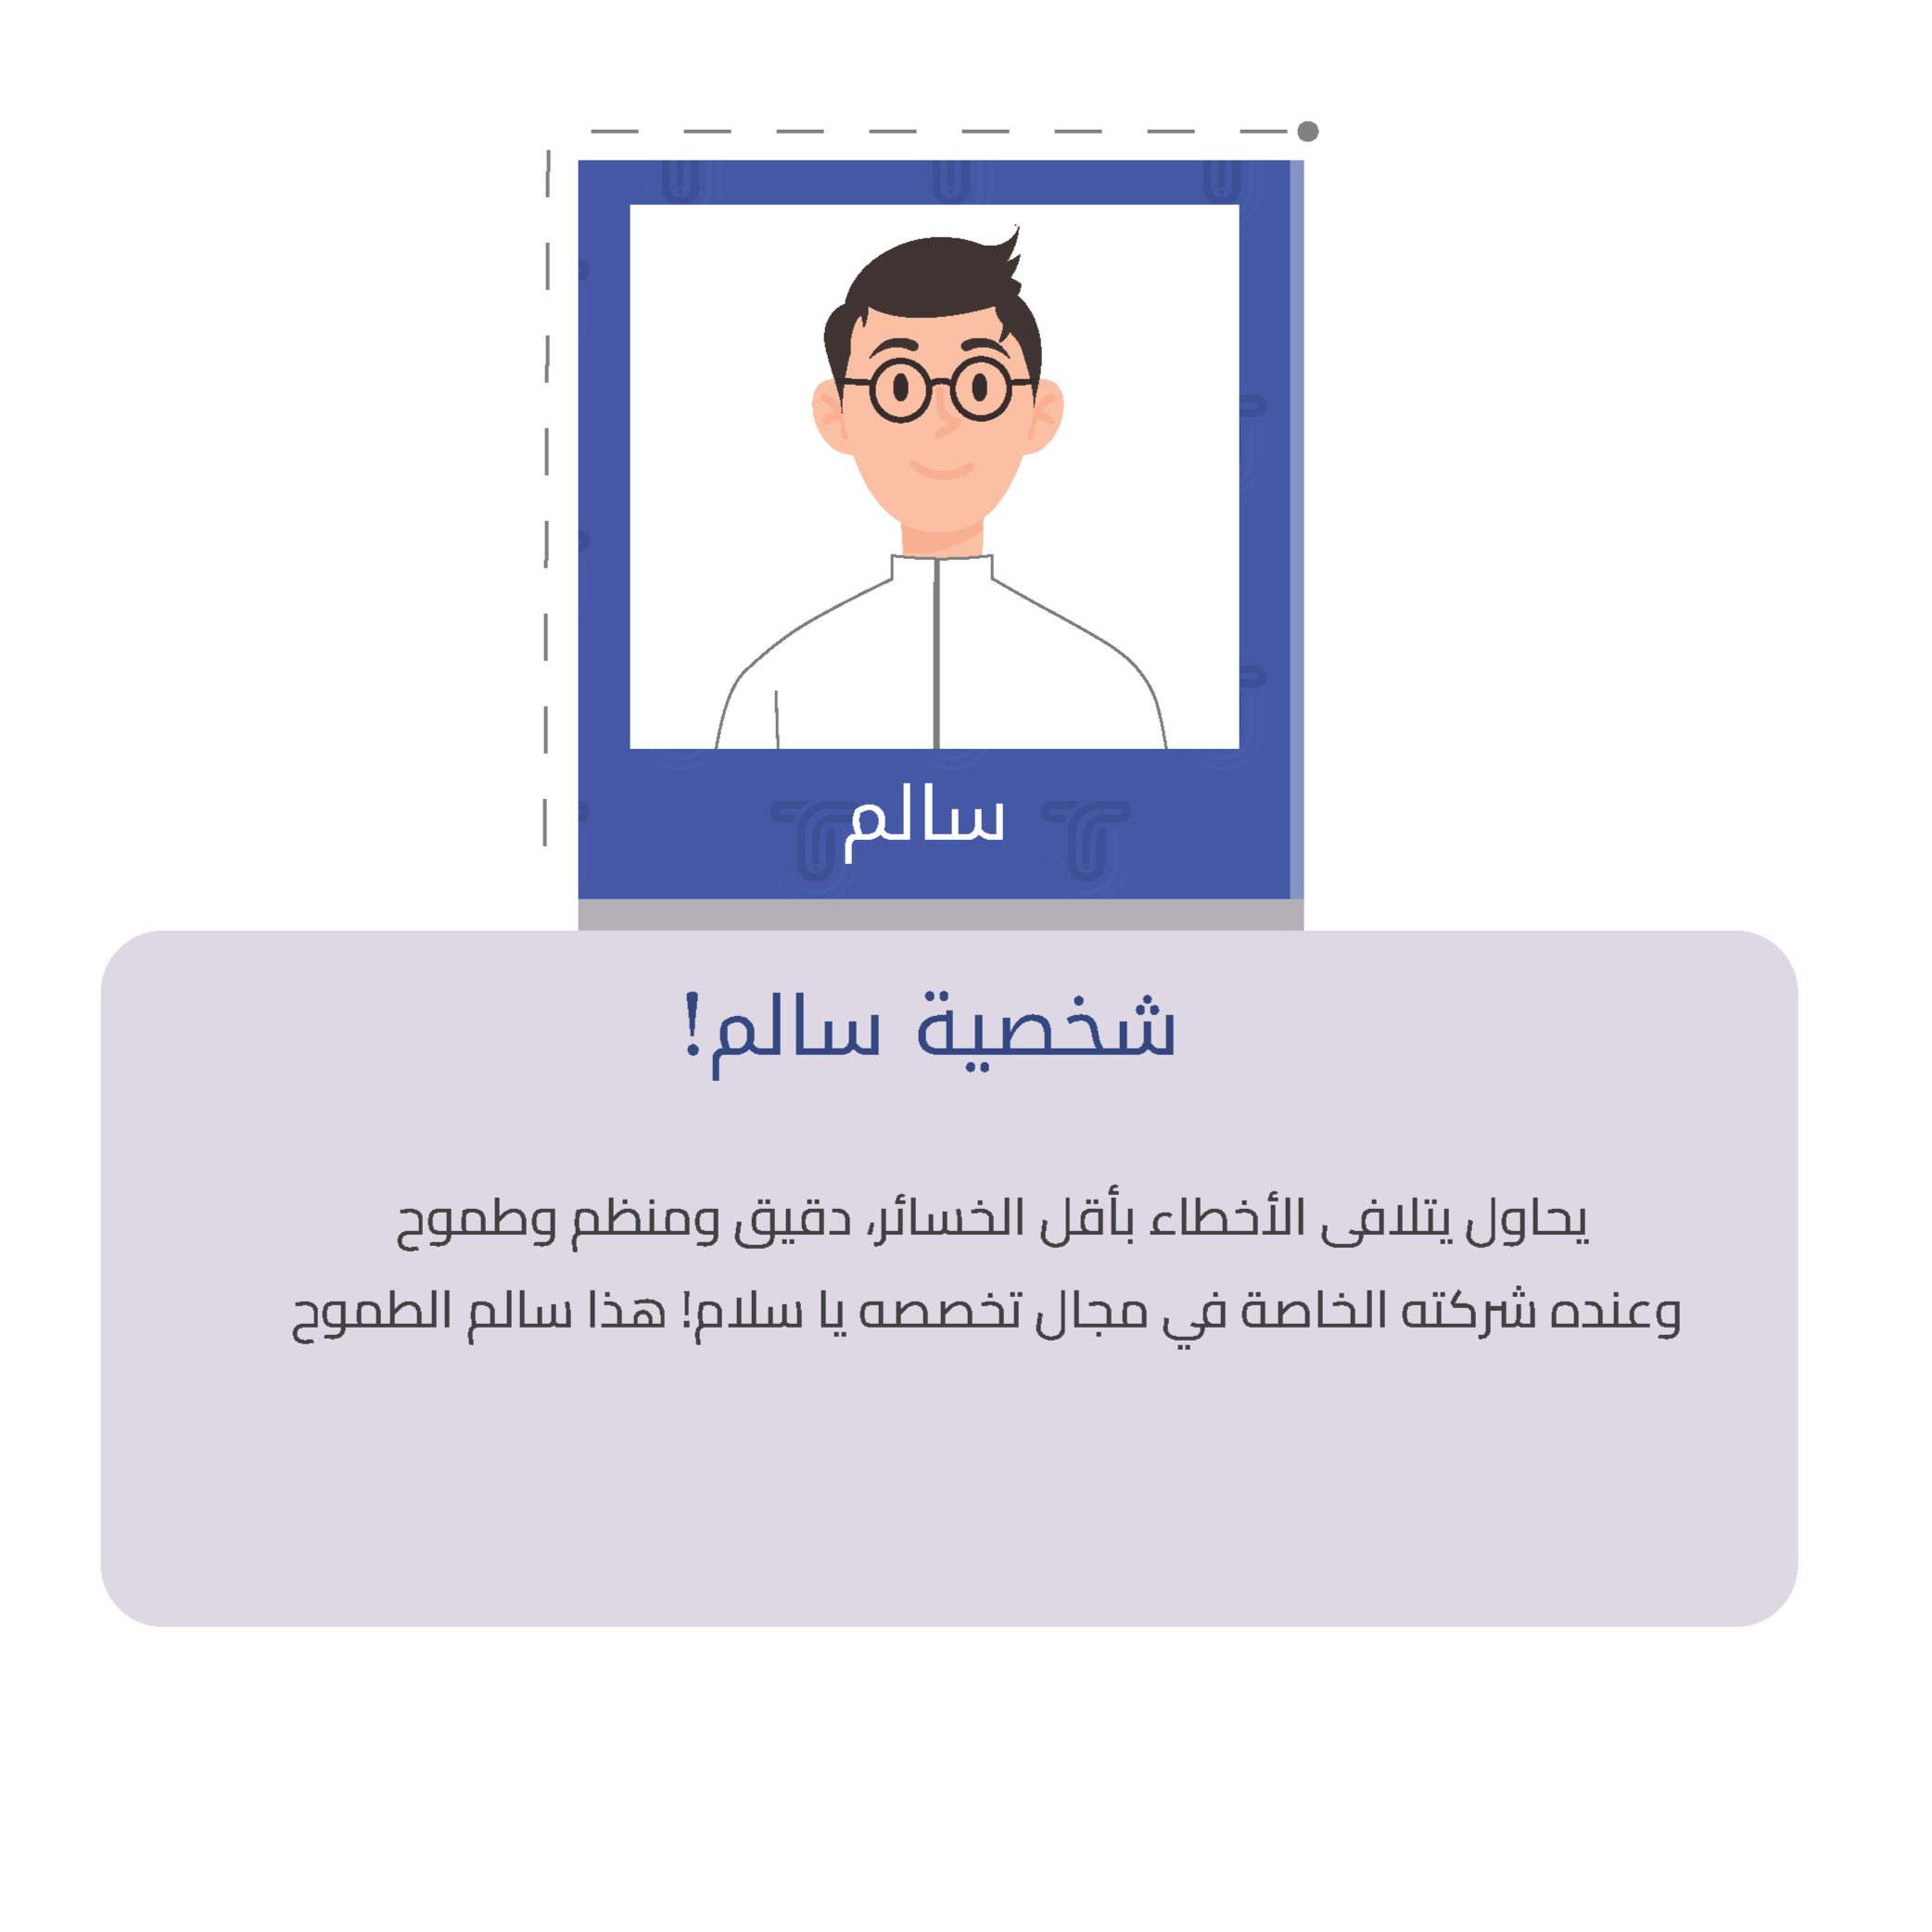 سالم
شخصية سالم!
يحاول يتلافى الأخطاء بأقل الخسائر، دقيق ومنظم وطموح
وعنده شركته الخاصة في مجال تخصصه يا سلام! هذا سالم الطموح